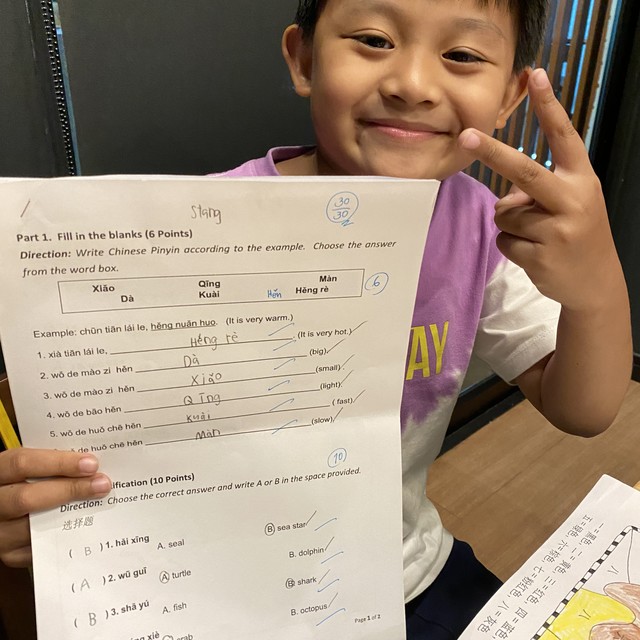 / Stang 30/30
Part 1. Fill in the blanks (6 Points)
Direction: Write Chinese Pinyin according to the example. Choose the answer
from the word box.
Xiăo Qīng Màn
Dà Kuài Hěn Hěng rè 6
Example: chūn tiān lái le, hěng nuǎn huo. (It is very warm.)
1. xià tiān lái le, Hěng rè (It is very hot.)
2. wǒ de mào zi hěn Dà (big)
3. wǒ de mào zi hěn Xiǎo (small)
4. wǒ de bāo hěn Qīng (light)
5. wǒ de huǒ chē hěn Kuài (fast)
de huǒ chē hěn Màn (slow)
ification (10 Points) 10
Direction: Choose the correct answer and write A or B in the space provided.
选择题
( B ) 1. hǎi xīng A. seal B sea star
( A ) 2. wū guī A turtle B. dolphin
( B ) 3. shā yú A. fish B shark
xiè crab B. octopus
Page 1 of 2
AY